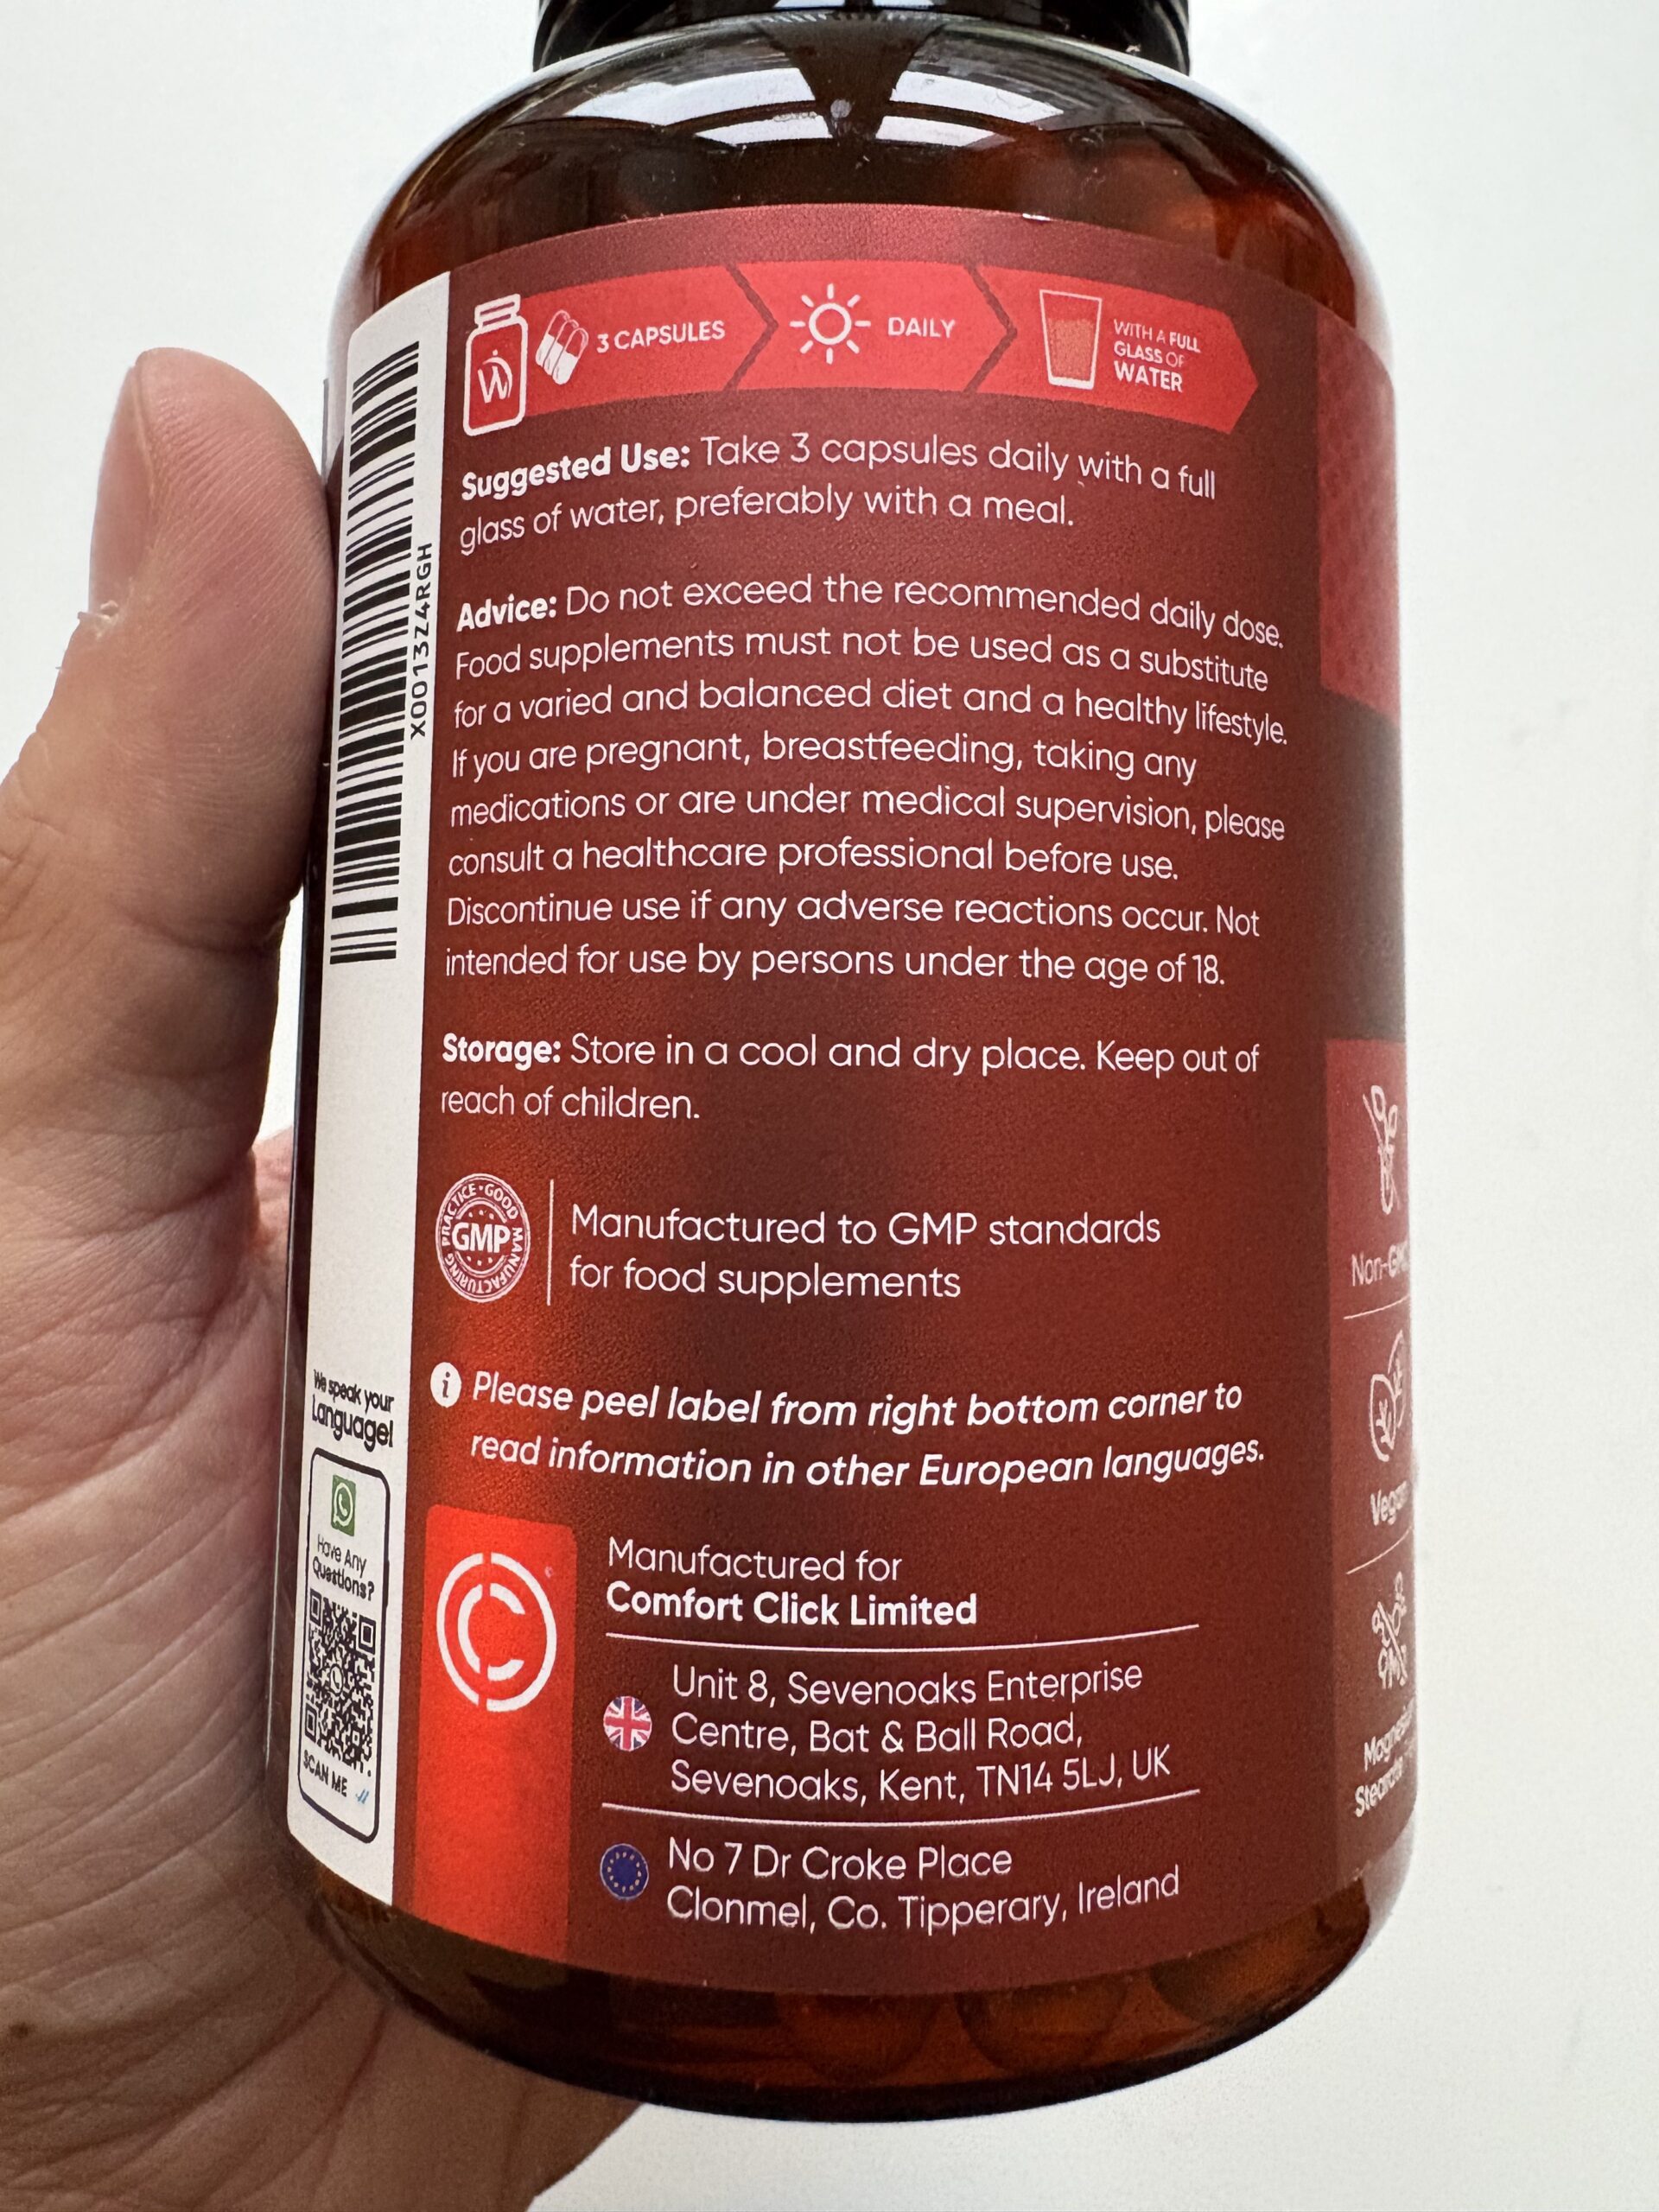 3 CAPSULES
DAILY
WITH A FULL
GLASS OF
WATER
Suggested Use: Take 3 capsules daily with a full
glass of water, preferably with a meal.
Advice: Do not exceed the recommended daily dose.
Food supplements must not be used as a substitute
for a varied and balanced diet and a healthy lifestyle.
If you are pregnant, breastfeeding, taking any
medications or are under medical supervision, please
consult a healthcare professional before use.
Discontinue use if any adverse reactions occur. Not
intended for use by persons under the age of 18.
Storage: Store in a cool and dry place. Keep out of
reach of children.
PRACTICE • GOOD MANUFACTURING
GMP
Manufactured to GMP standards
for food supplements
i Please peel label from right bottom corner to
read information in other European languages.
Manufactured for
Comfort Click Limited
Unit 8, Sevenoaks Enterprise
Centre, Bat & Ball Road,
Sevenoaks, Kent, TN14 5LJ, UK
No 7 Dr Croke Place
Clonmel, Co. Tipperary, Ireland
X0013Z4RGH
We speak your
Language!
Have Any
Questions?
SCAN ME
Vegan